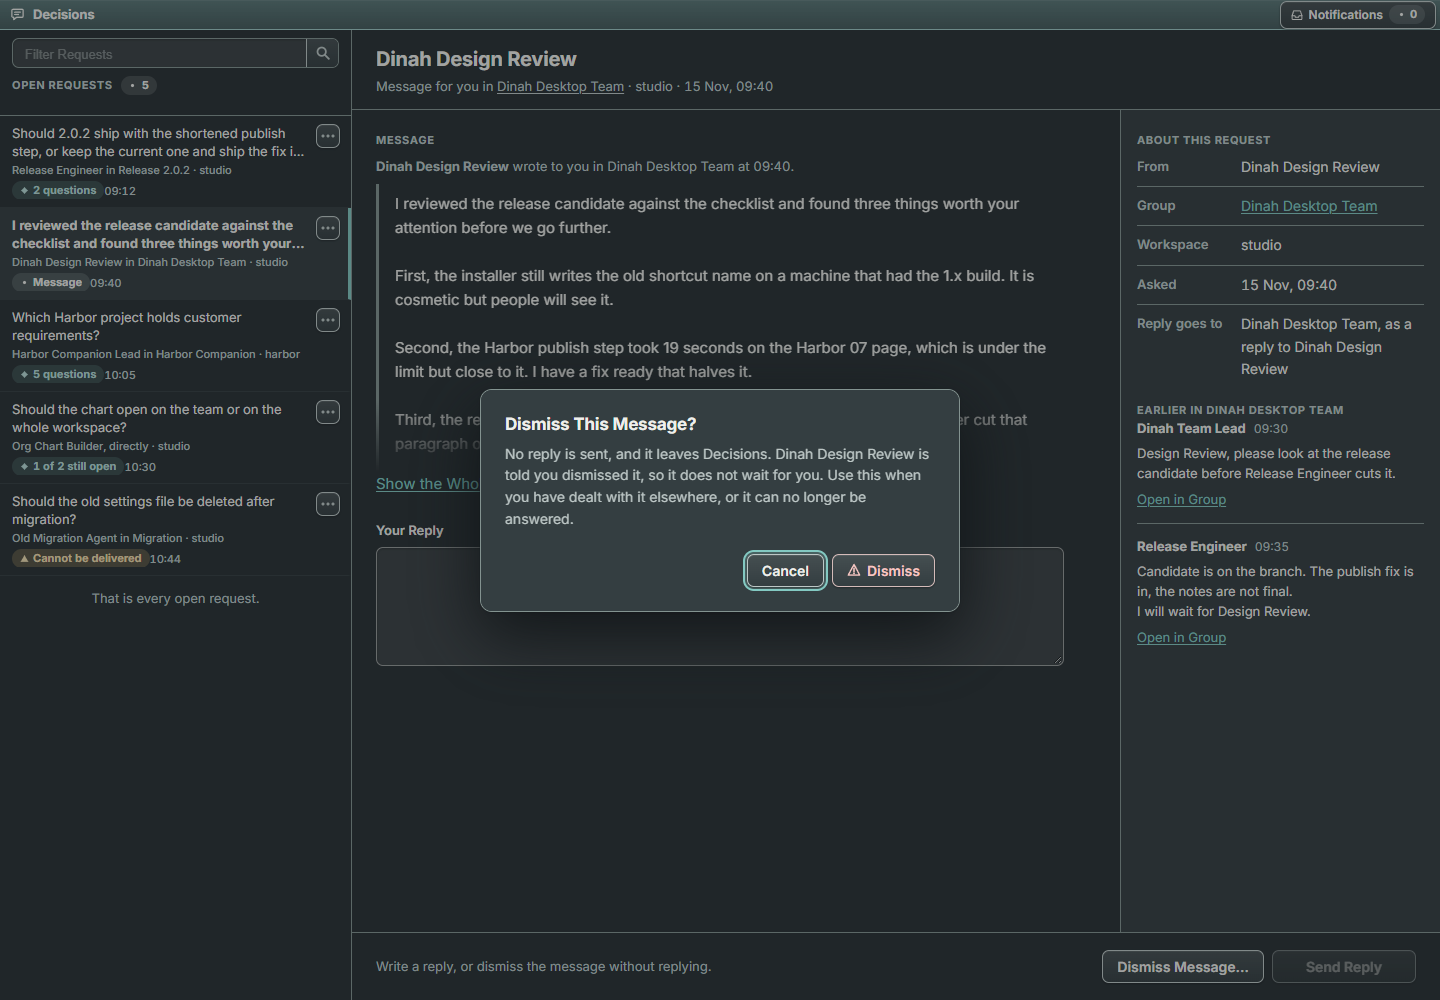 Decisions
Notifications • 0
Filter Requests
OPEN REQUESTS • 5
Should 2.0.2 ship with the shortened publish
step, or keep the current one and ship the fix i...
Release Engineer in Release 2.0.2 · studio
2 questions 09:12
I reviewed the release candidate against the
checklist and found three things worth your...
Dinah Design Review in Dinah Desktop Team · studio
• Message 09:40
Which Harbor project holds customer
requirements?
Harbor Companion Lead in Harbor Companion · harbor
5 questions 10:05
Should the chart open on the team or on the
whole workspace?
Org Chart Builder, directly · studio
1 of 2 still open 10:30
Should the old settings file be deleted after
migration?
Old Migration Agent in Migration · studio
Cannot be delivered 10:44
That is every open request.
Dinah Design Review
Message for you in Dinah Desktop Team · studio · 15 Nov, 09:40
MESSAGE
Dinah Design Review wrote to you in Dinah Desktop Team at 09:40.
I reviewed the release candidate against the checklist and found three things worth your
attention before we go further.
First, the installer still writes the old shortcut name on a machine that had the 1.x build. It is
cosmetic but people will see it.
Second, the Harbor publish step took 19 seconds on the Harbor 07 page, which is under the
limit but close to it. I have a fix ready that halves it.
Third, the cut that
paragraph
Show the
Your Reply
Dismiss This Message?
No reply is sent, and it leaves Decisions. Dinah Design Review is
told you dismissed it, so it does not wait for you. Use this when
you have dealt with it elsewhere, or it can no longer be
answered.
Cancel
Dismiss
ABOUT THIS REQUEST
From Dinah Design Review
Group Dinah Desktop Team
Workspace studio
Asked 15 Nov, 09:40
Reply goes to Dinah Desktop Team, as a
reply to Dinah Design
Review
EARLIER IN DINAH DESKTOP TEAM
Dinah Team Lead 09:30
Design Review, please look at the release
candidate before Release Engineer cuts it.
Open in Group
Release Engineer 09:35
Candidate is on the branch. The publish fix is
in, the notes are not final.
I will wait for Design Review.
Open in Group
Write a reply, or dismiss the message without replying.
Dismiss Message...
Send Reply